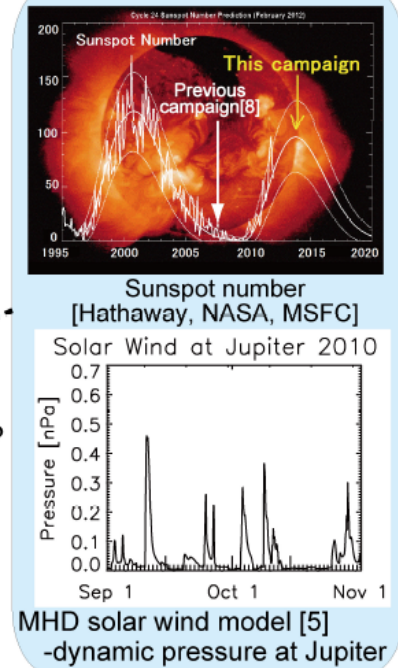 Cycle 24 Sunspot Number Prediction (February 2012)
200
Sunspot Number
This campaign
150
Previous
campaign[8]
100
50
0
1995 2000 2005 2010 2015 2020
Sunspot number
[Hathaway, NASA, MSFC]
Solar Wind at Jupiter 2010
0.7
0.6
0.5
0.4
0.3
0.2
0.1
0.0
Pressure [nPa]
Sep 1 Oct 1 Nov 1
MHD solar wind model [5]
-dynamic pressure at Jupiter